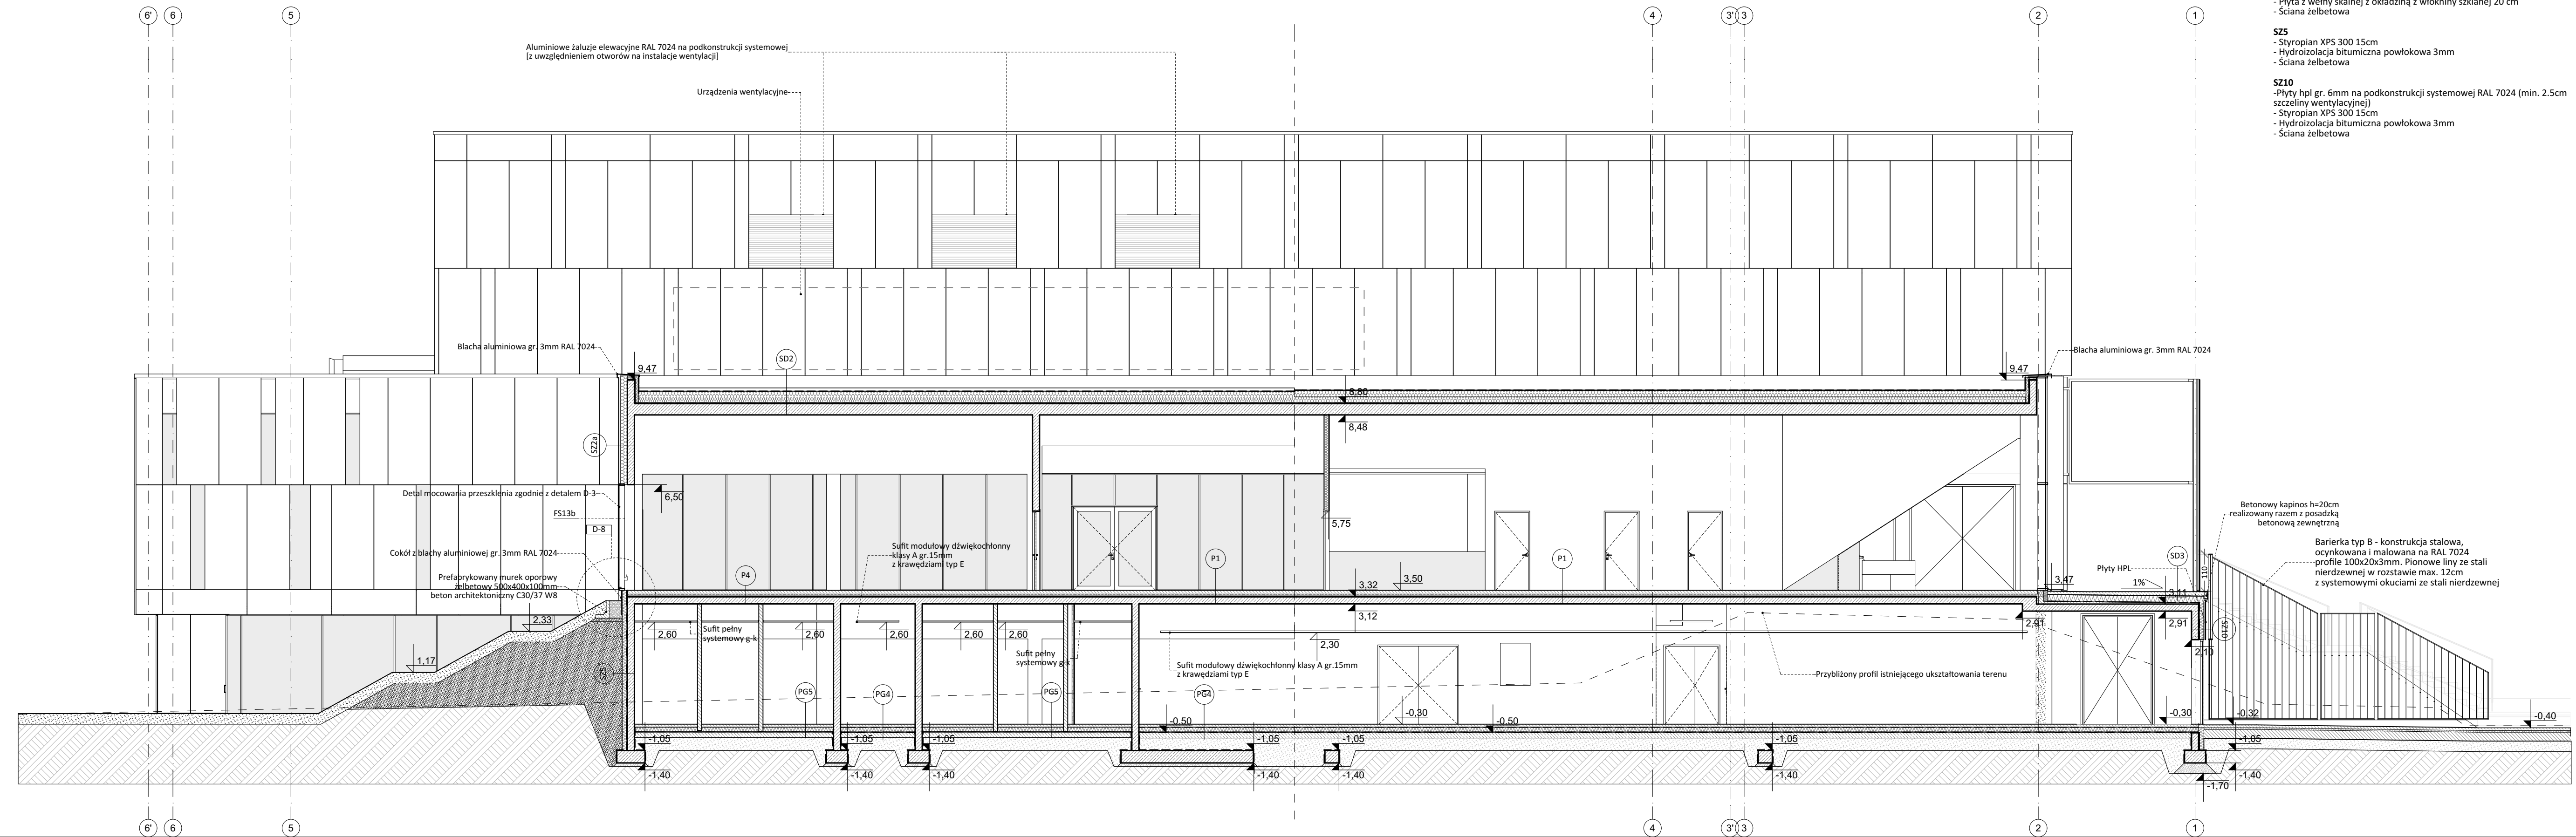 6'
6
5
4
3'
3
2
1
- Płyta z wełny skalnej z okładziną z włókniny szklanej 20 cm
- Ściana żelbetowa
SZ5
- Styropian XPS 300 15cm
- Hydroizolacja bitumiczna powłokowa 3mm
- Ściana żelbetowa
SZ10
-Płyty hpl gr. 6mm na podkonstrukcji systemowej RAL 7024 (min. 2.5cm
szczeliny wentylacyjnej)
- Styropian XPS 300 15cm
- Hydroizolacja bitumiczna powłokowa 3mm
- Ściana żelbetowa
Aluminiowe żaluzje elewacyjne RAL 7024 na podkonstrukcji systemowej
[z uwzględnieniem otworów na instalacje wentylacji]
Urządzenia wentylacyjne
Blacha aluminiowa gr. 3mm RAL 7024
SD2
Blacha aluminiowa gr. 3mm RAL 7024
9,47
9,47
8,80
8,48
SZ2a
Detal mocowania przeszklenia zgodnie z detalem D-3
6,50
FS13b
D-8
5,75
Betonowy kapinos h=20cm
realizowany razem z posadzką
betonową zewnętrzną
Cokół z blachy aluminiowej gr. 3mm RAL 7024
Sufit modułowy dźwiękochłonny
klasy A gr.15mm
z krawędziami typ E
Barierka typ B - konstrukcja stalowa,
ocynkowana i malowana na RAL 7024
profile 100x20x3mm. Pionowe liny ze stali
nierdzewnej w rozstawie max. 12cm
z systemowymi okuciami ze stali nierdzewnej
Prefabrykowany murek oporowy
żelbetowy 500x400x100mm
beton architektoniczny C30/37 W8
P4
P1
P1
SD3
Płyty HPL
110
1%
3,32
3,50
3,47
3,11
3,12
2,91
2,91
2,33
2,60
Sufit pełny
systemowy g-k
2,60
2,60
2,60
2,60
2,30
SZ10
2,10
1,17
Sufit pełny
systemowy g-k
Sufit modułowy dźwiękochłonny klasy A gr.15mm
z krawędziami typ E
Przybliżony profil istniejącego ukształtowania terenu
SZ5
PG5
PG4
PG5
PG4
-0,50
-0,30
-0,50
-0,30
-0,32
-0,40
-1,05
-1,05
-1,05
-1,05
-1,05
-1,05
-1,05
-1,40
-1,40
-1,40
-1,40
-1,40
-1,40
-1,40
-1,70
6'
6
5
4
3'
3
2
1